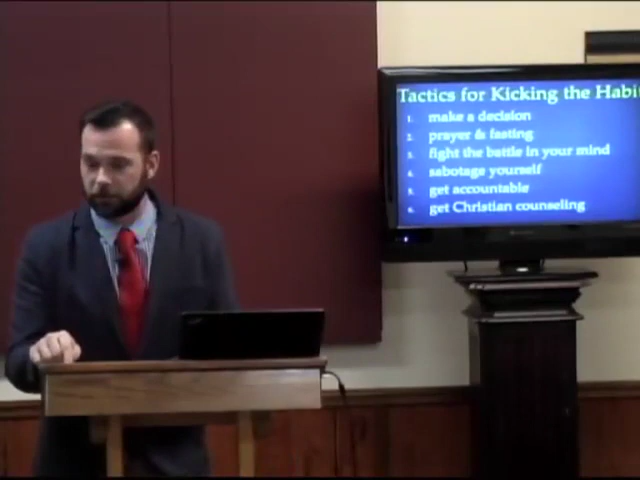 Tactics for Kicking the Habit
1. make a decision
2. prayer & fasting
3. fight the battle in your mind
4. sabotage yourself
5. get accountable
6. get Christian counseling